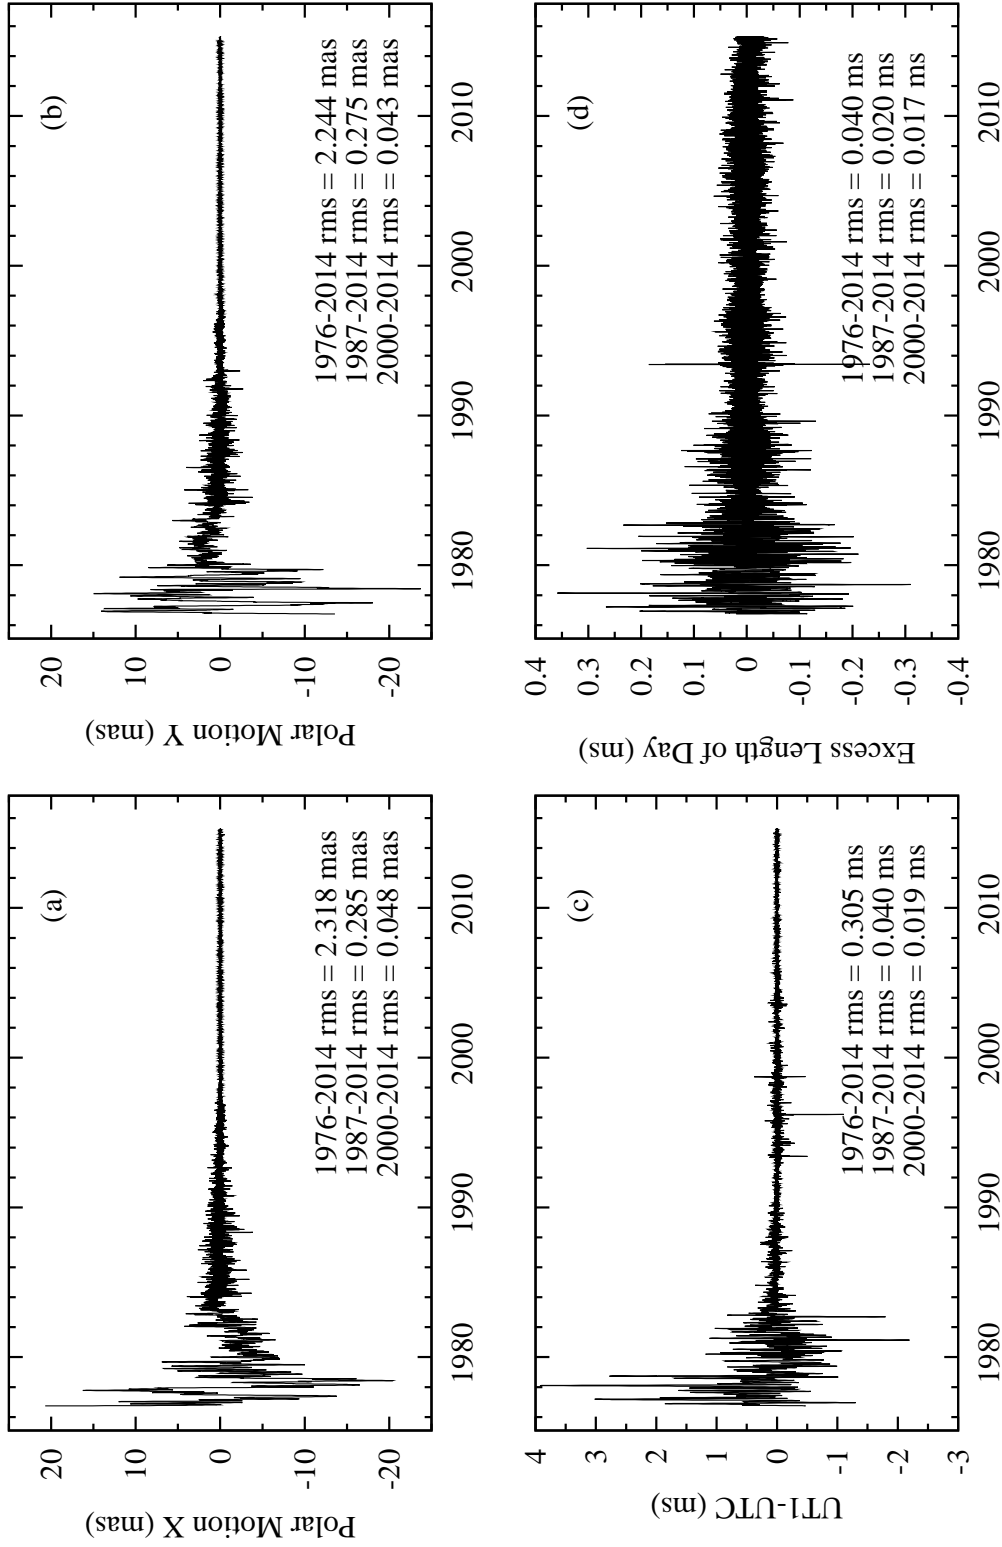 (a)
20
10
0
-10
-20
Polar Motion X (mas)
1976-2014 rms = 2.318 mas
1987-2014 rms = 0.285 mas
2000-2014 rms = 0.048 mas
1980
1990
2000
2010
(b)
20
10
0
-10
-20
Polar Motion Y (mas)
1976-2014 rms = 2.244 mas
1987-2014 rms = 0.275 mas
2000-2014 rms = 0.043 mas
1980
1990
2000
2010
(c)
4
3
2
1
0
-1
-2
-3
UT1-UTC (ms)
1976-2014 rms = 0.305 ms
1987-2014 rms = 0.040 ms
2000-2014 rms = 0.019 ms
1980
1990
2000
2010
(d)
0.4
0.3
0.2
0.1
0
-0.1
-0.2
-0.3
-0.4
Excess Length of Day (ms)
1976-2014 rms = 0.040 ms
1987-2014 rms = 0.020 ms
2000-2014 rms = 0.017 ms
1980
1990
2000
2010